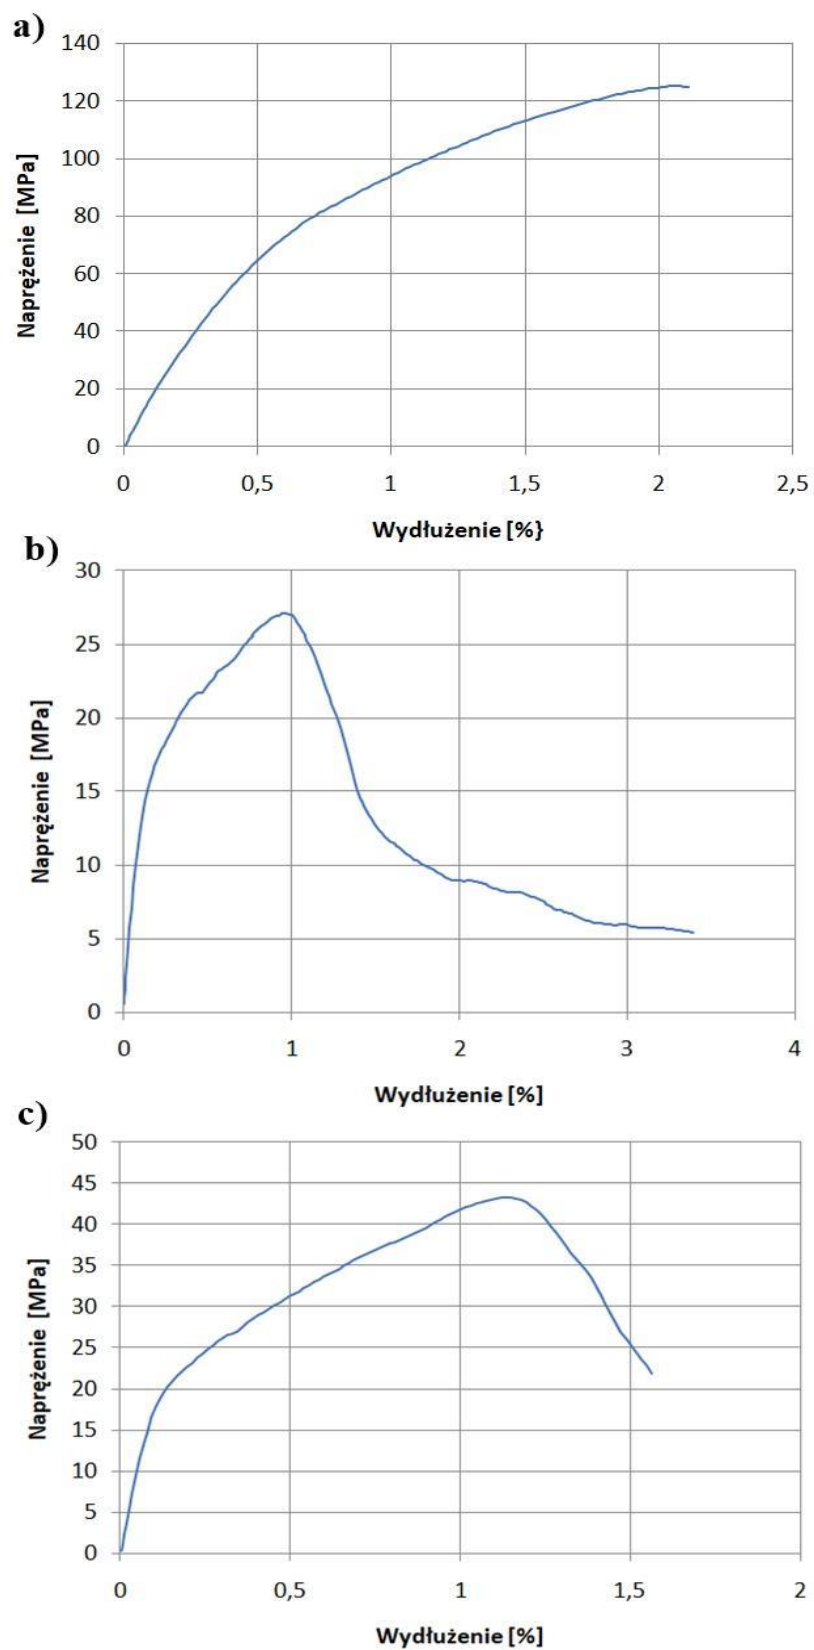 a)
140
120
100
80
60
40
20
0
Naprężenie [MPa]
0 0,5 1 1,5 2 2,5
Wydłużenie [%}
b)
30
25
20
15
10
5
0
Naprężenie [MPa]
0 1 2 3 4
Wydłużenie [%]
c)
50
45
40
35
30
25
20
15
10
5
0
Naprężenie [MPa]
0 0,5 1 1,5 2
Wydłużenie [%]